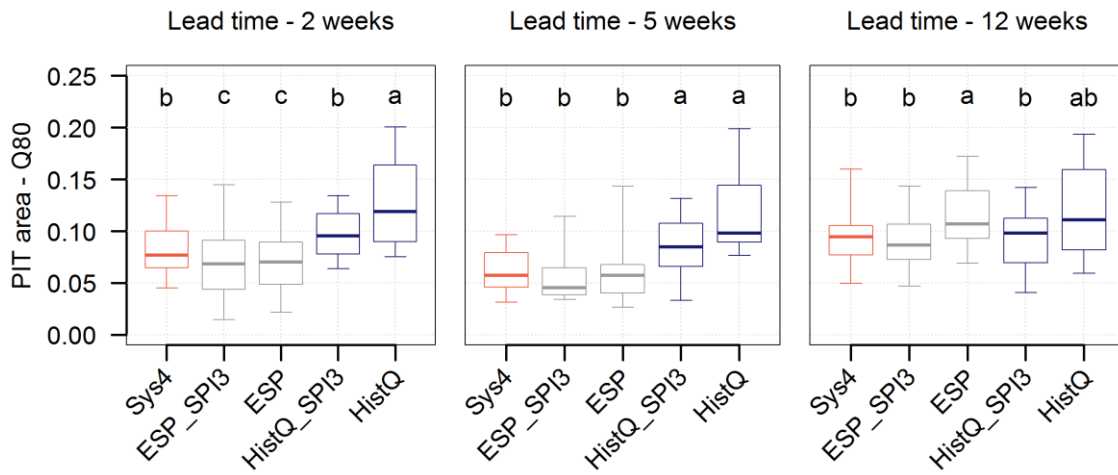 Lead time - 2 weeks
Lead time - 5 weeks
Lead time - 12 weeks
PIT area - Q80
0.25
0.20
0.15
0.10
0.05
0.00
b c c b a
b b b a a
b b a b ab
Sys4
ESP_SPI3
ESP
HistQ_SPI3
HistQ
Sys4
ESP_SPI3
ESP
HistQ_SPI3
HistQ
Sys4
ESP_SPI3
ESP
HistQ_SPI3
HistQ